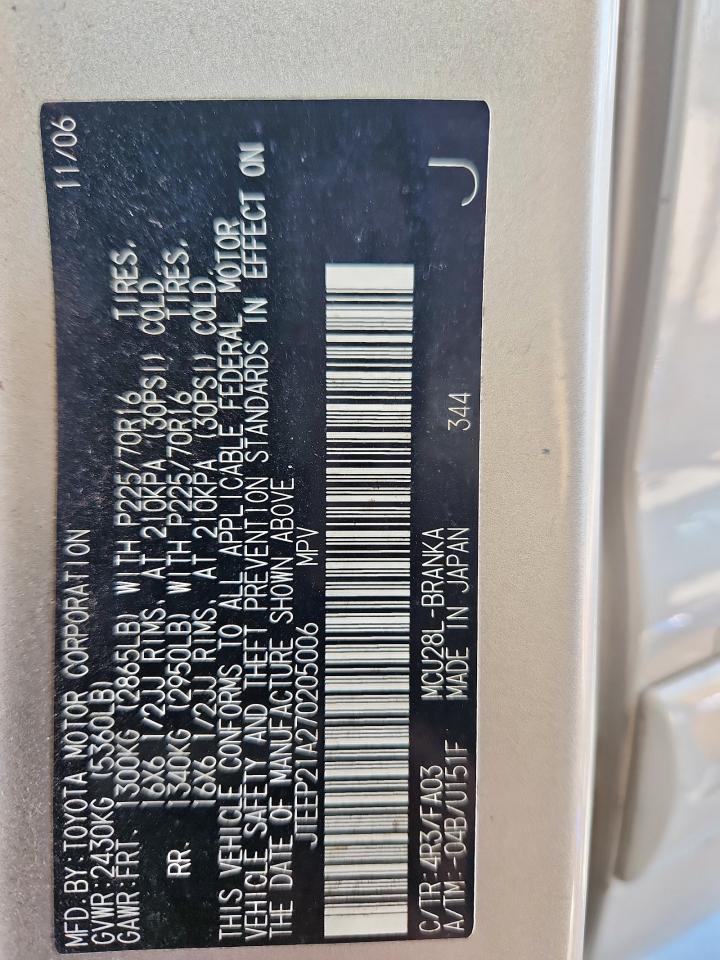 MFD.BY:TOYOTA MOTOR CORPORATION 11/06
GVWR:2430KG (5360LB)
GAWR:FRT. 1300KG (2865LB) WITH P225/70R16 TIRES,
16X6 1/2JJ RIMS, AT 210KPA (30PSI) COLD
RR. 1340KG (2950LB) WITH P225/70R16 TIRES,
16X6 1/2JJ RIMS, AT 210KPA (30PSI) COLD
THIS VEHICLE CONFORMS TO ALL APPLICABLE FEDERAL MOTOR
VEHICLE SAFETY AND THEFT PREVENTION STANDARDS IN EFFECT ON
THE DATE OF MANUFACTURE SHOWN ABOVE.
JTEEP21A270205006 MPV
C/TR:4R3/FA03 MCU28L-BRANKA
A/TM:-04B/U151F MADE IN JAPAN 344 J